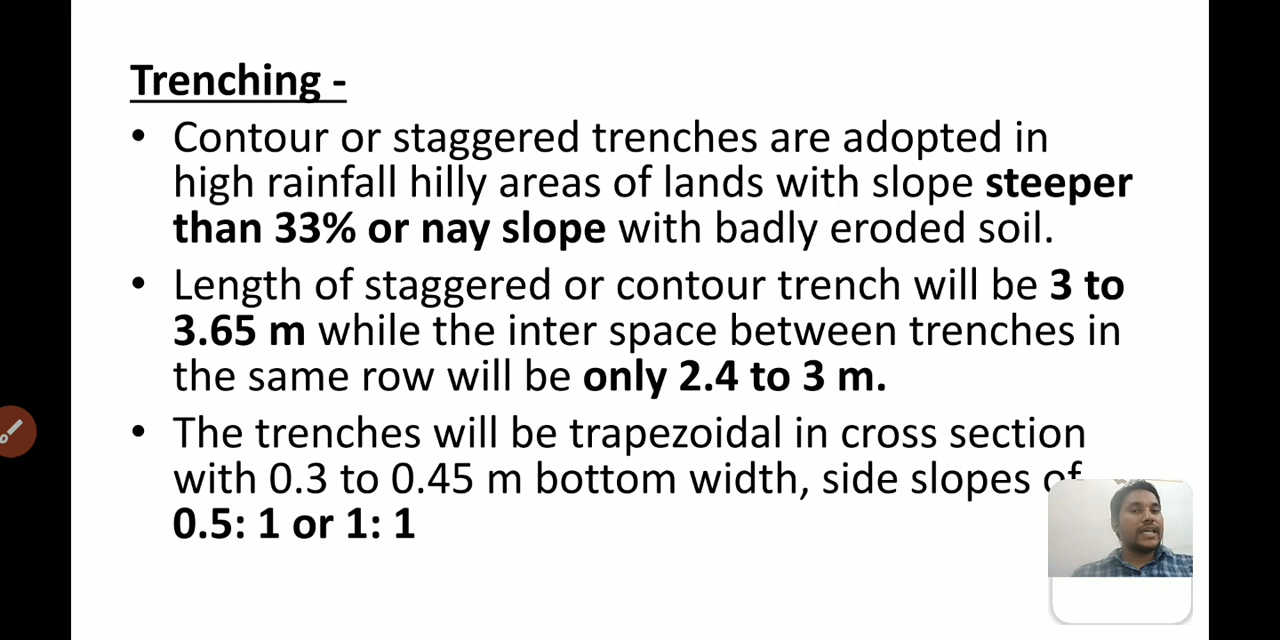 Trenching -
• Contour or staggered trenches are adopted in
high rainfall hilly areas of lands with slope steeper
than 33% or nay slope with badly eroded soil.
• Length of staggered or contour trench will be 3 to
3.65 m while the inter space between trenches in
the same row will be only 2.4 to 3 m.
• The trenches will be trapezoidal in cross section
with 0.3 to 0.45 m bottom width, side slopes of
0.5: 1 or 1: 1